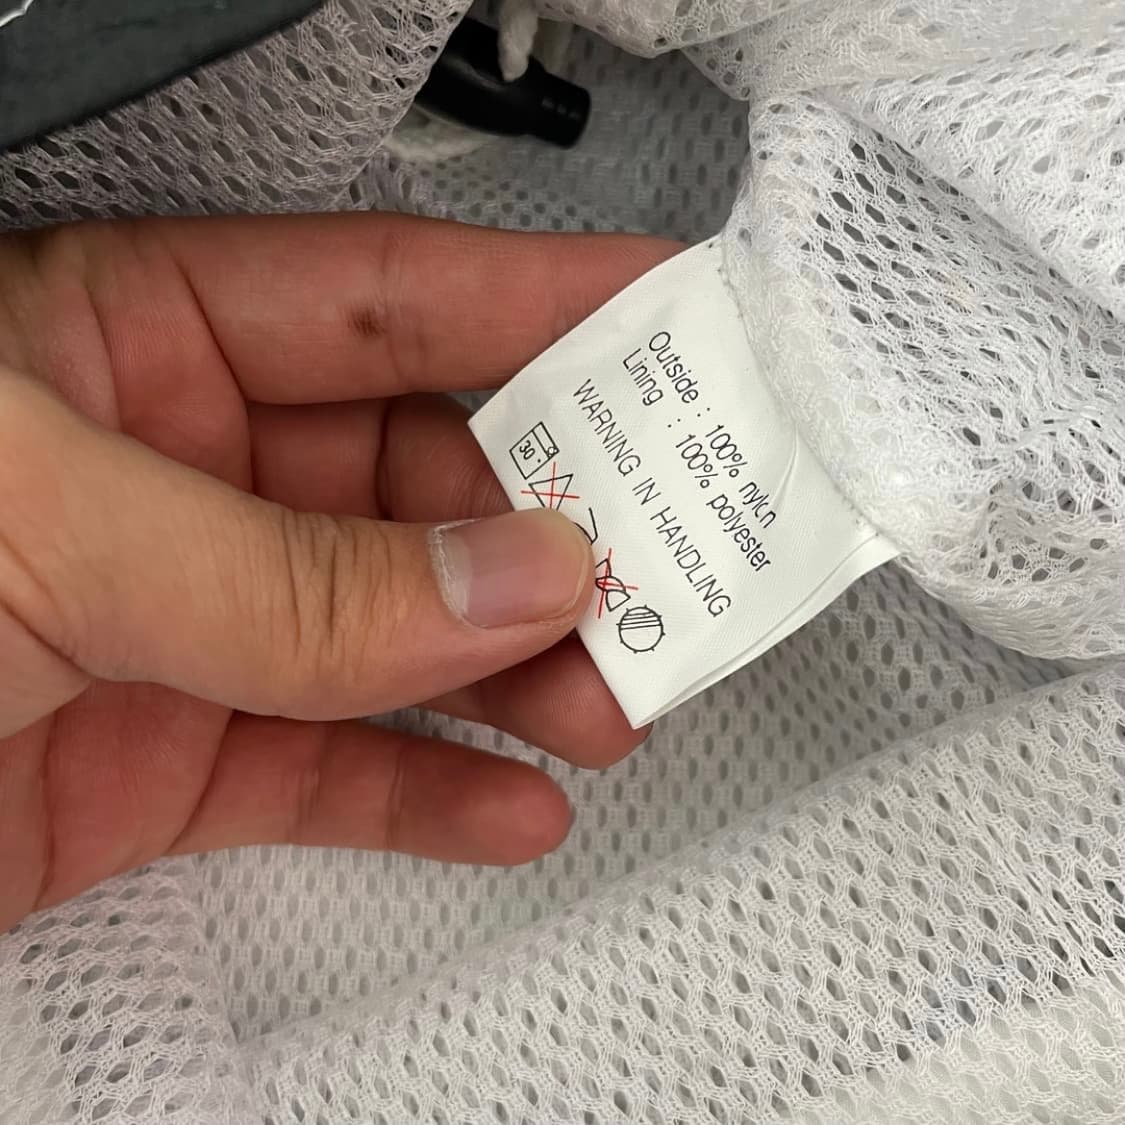 Outside : 100% nylon
Lining : 100% polyester
WARNING IN HANDLING
30°